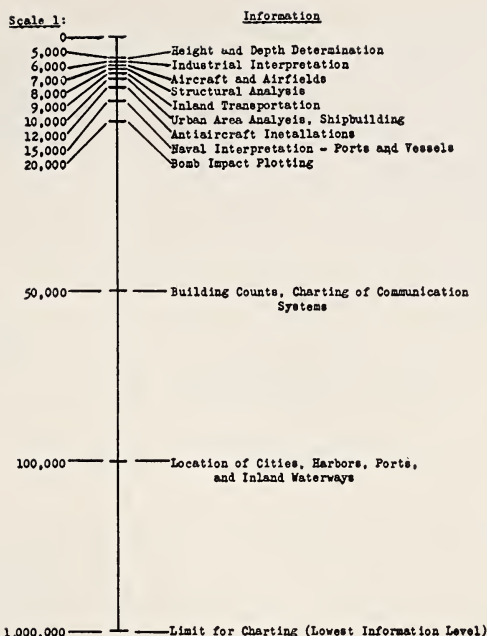 Scale 1: Information
0
5,000 Height and Depth Determination
6,000 Industrial Interpretation
7,000 Aircraft and Airfields
8,000 Structural Analysis
9,000 Inland Transportation
10,000 Urban Area Analysis, Shipbuilding
12,000 Antiaircraft Inetallations
15,000 Naval Interpretation - Ports and Vessels
20,000 Bomb Impact Plotting
50,000 Building Counts, Charting of Communication
Systems
100,000 Location of Cities, Harbors, Ports,
and Inland Waterways
1,000,000 Limit for Charting (Lowest Information Level)